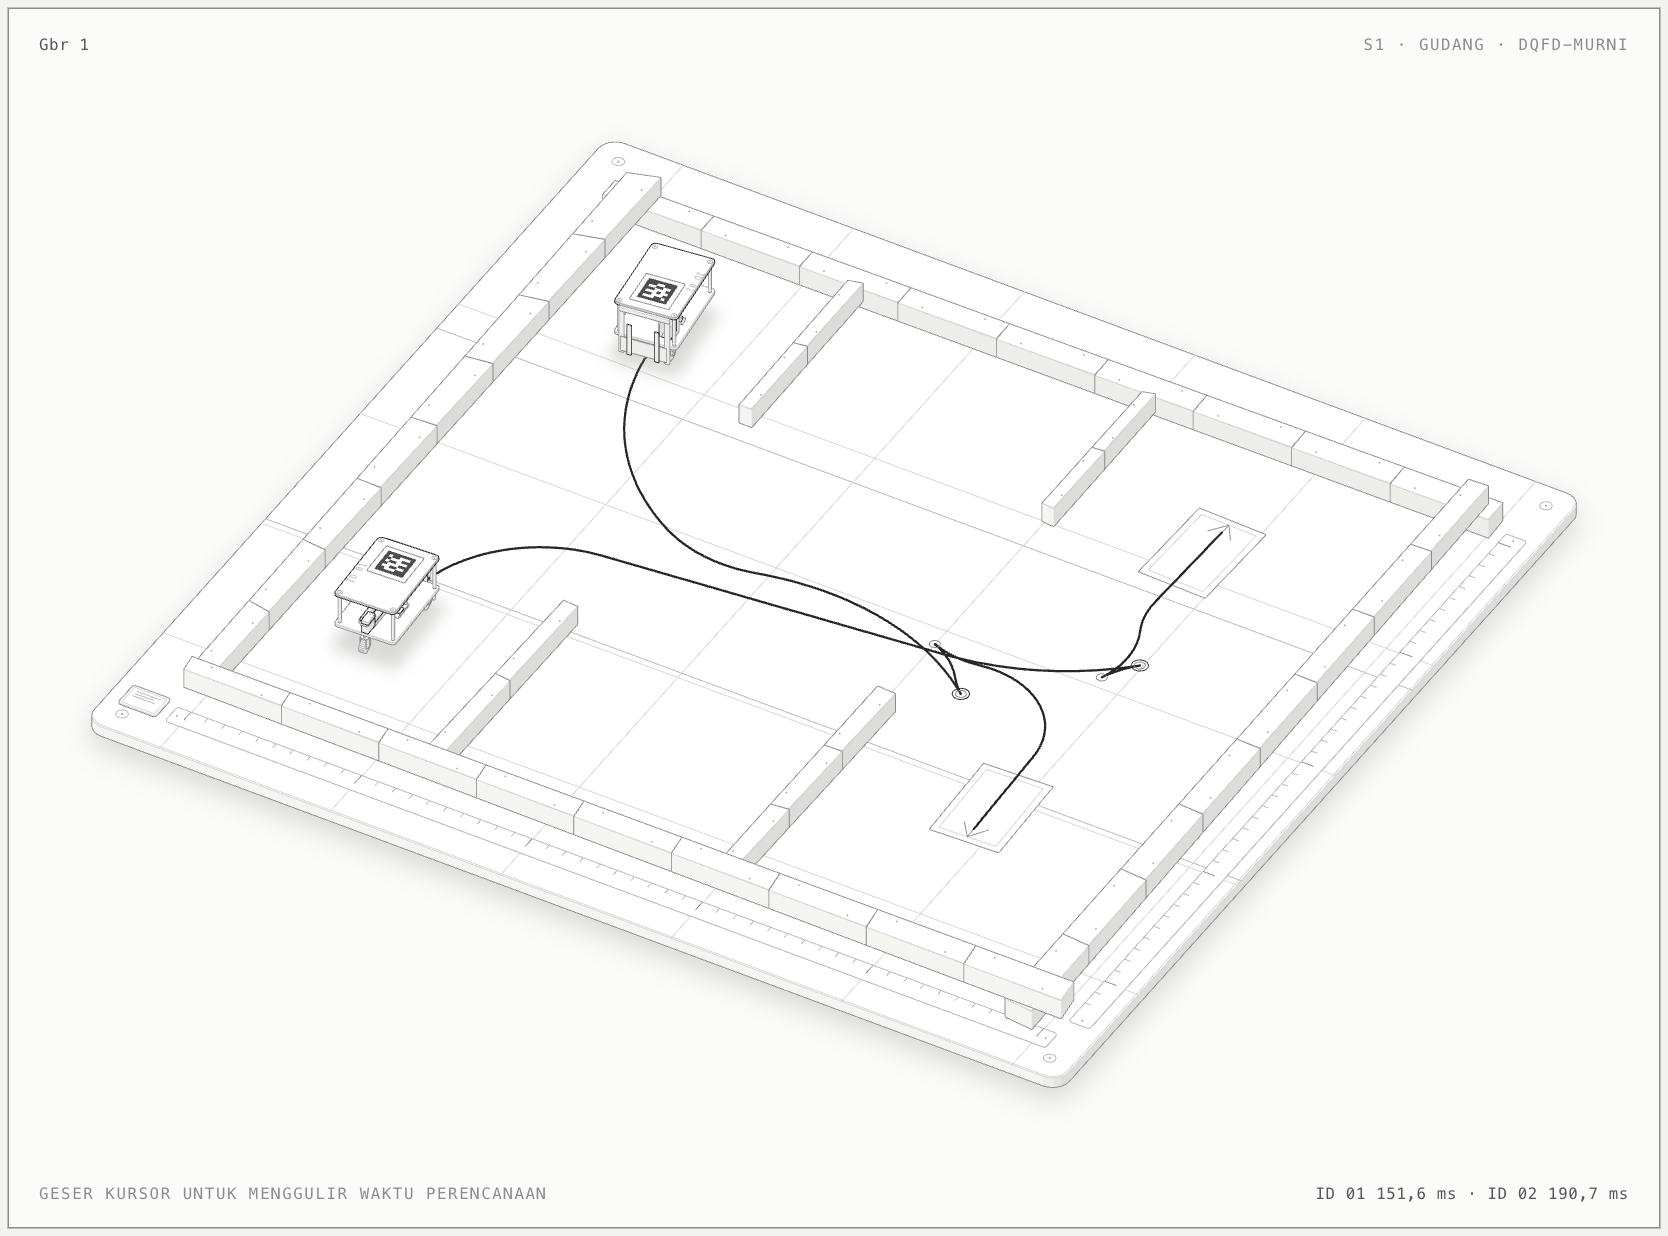 Gbr 1
S1 · GUDANG · DQFD–MURNI
GESER KURSOR UNTUK MENGGULIR WAKTU PERENCANAAN
ID 01 151,6 ms · ID 02 190,7 ms